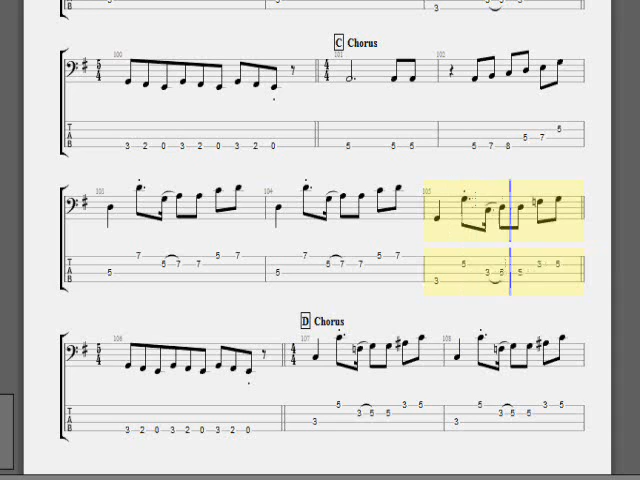 3
C Chorus
100 101 102
5 4
4 4
5
5 7
3 2 0 3 2 0 3 2 0 5 5 5 5 7 8
103 104 105
7 5 7 7 5 7
5 7 7 5 7 7 5 3 5
5 5 3 5 5
3
D Chorus
106 107 108
5 4
4 4
5 3 5 5 3 5
3 5 5 3 5 5
3 3
3 2 0 3 2 0 3 2 0